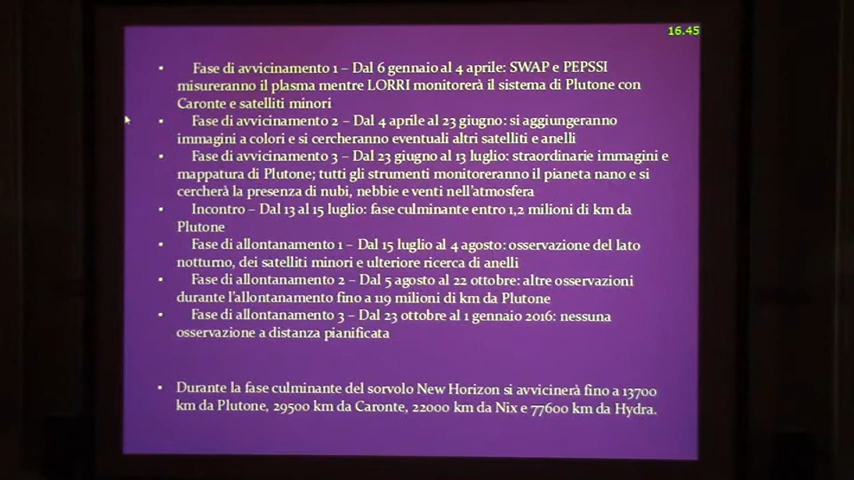 16.45
• Fase di avvicinamento 1 – Dal 6 gennaio al 4 aprile: SWAP e PEPSSI
misureranno il plasma mentre LORRI monitorerà il sistema di Plutone con
Caronte e satelliti minori
• Fase di avvicinamento 2 – Dal 4 aprile al 23 giugno: si aggiungeranno
immagini a colori e si cercheranno eventuali altri satelliti e anelli
• Fase di avvicinamento 3 – Dal 23 giugno al 13 luglio: straordinarie immagini e
mappatura di Plutone; tutti gli strumenti monitoreranno il pianeta nano e si
cercherà la presenza di nubi, nebbie e venti nell'atmosfera
• Incontro – Dal 13 al 15 luglio: fase culminante entro 1,2 milioni di km da
Plutone
• Fase di allontanamento 1 – Dal 15 luglio al 4 agosto: osservazione del lato
notturno, dei satelliti minori e ulteriore ricerca di anelli
• Fase di allontanamento 2 – Dal 5 agosto al 22 ottobre: altre osservazioni
durante l'allontanamento fino a 119 milioni di km da Plutone
• Fase di allontanamento 3 – Dal 23 ottobre al 1 gennaio 2016: nessuna
osservazione a distanza pianificata
• Durante la fase culminante del sorvolo New Horizon si avvicinerà fino a 13700
km da Plutone, 29500 km da Caronte, 22000 km da Nix e 77600 km da Hydra.